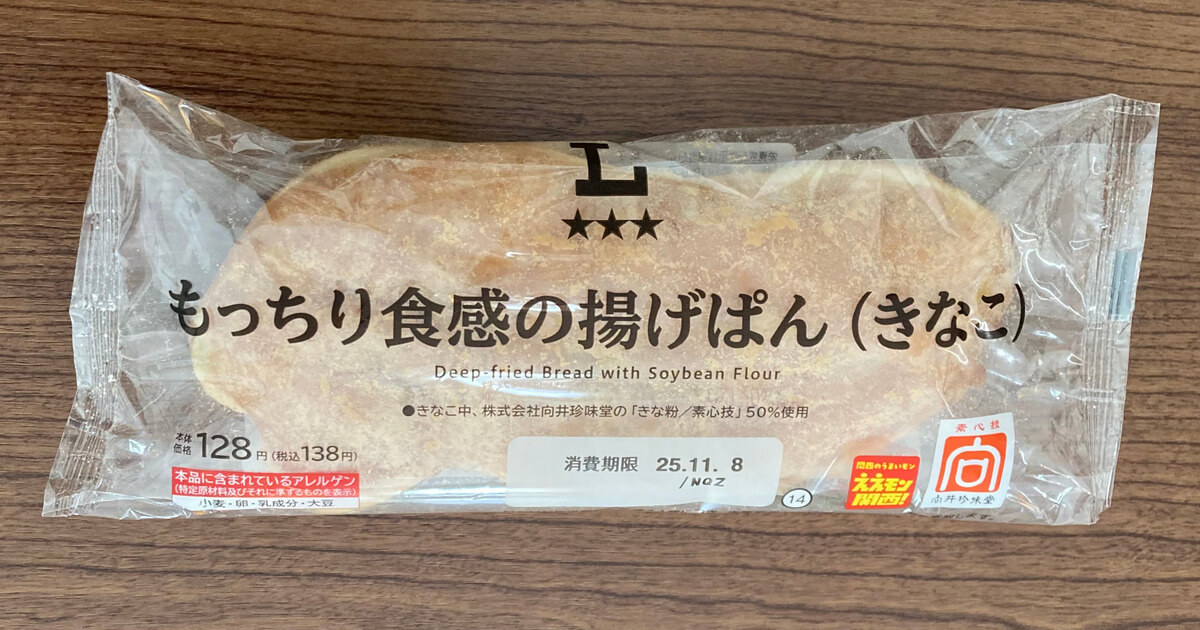 L
★★★
もっちり食感の揚げぱん(きなこ)
Deep-fried Bread with Soybean Flour
●きなこ中、株式会社向井珍味堂の「きな粉/素心技」50%使用
本体価格 128円(税込138円)
本品に含まれているアレルゲン
(特定原材料及びそれに準ずるものを表示)
小麦・卵・乳成分・大豆
消費期限 25.11. 8
/NQZ
14
関西のうまいモン
ええモン
関西!
素心技
向
向井珍味堂